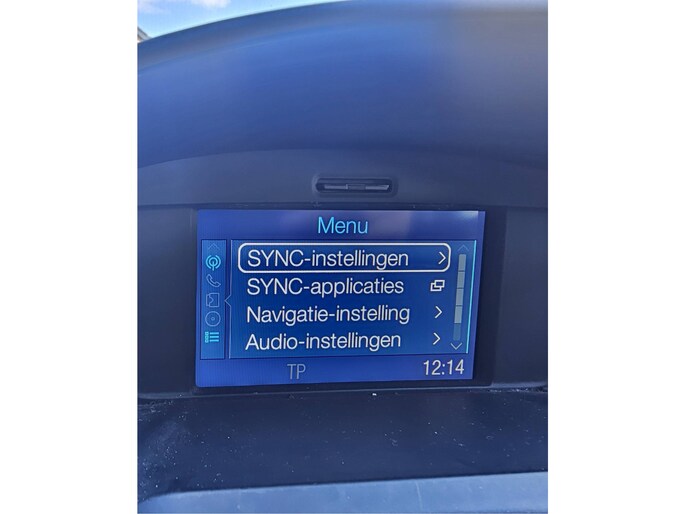 Menu
SYNC-instellingen
SYNC-applicaties
Navigatie-instelling
Audio-instellingen
TP
12:14